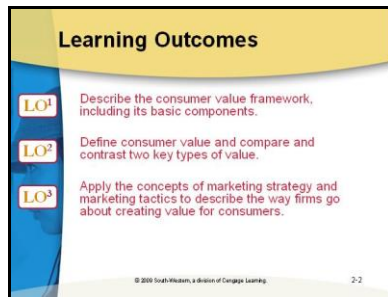 Learning Outcomes
LO1 Describe the consumer value framework,
including its basic components.
LO2 Define consumer value and compare and
contrast two key types of value.
LO3 Apply the concepts of marketing strategy and
marketing tactics to describe the way firms go
about creating value for consumers.
© 2009 South-Western, a division of Cengage Learning. 2-2